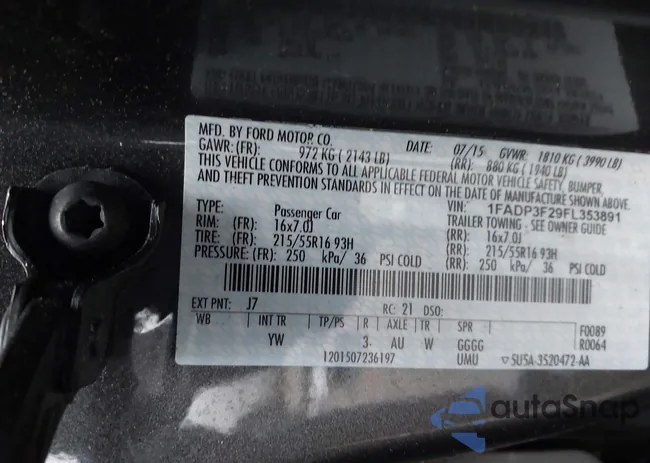 MFD. BY FORD MOTOR CO. DATE: 07/15 GVWR: 1810 KG ( 3990 LB)
GAWR: (FR): 972 KG ( 2143 LB) (RR): 880 KG ( 1940 LB)
THIS VEHICLE CONFORMS TO ALL APPLICABLE FEDERAL MOTOR VEHICLE SAFETY, BUMPER,
AND THEFT PREVENTION STANDARDS IN EFFECT ON THE DATE OF MANUFACTURE SHOWN ABOVE.
VIN: 1FADP3F29FL353891
TYPE: Passenger Car TRAILER TOWING --- SEE OWNER GUIDE
RIM: (FR): 16x7.0J (RR): 16x7.0J
TIRE: (FR): 215/55R16 93H (RR): 215/55R16 93H
PRESSURE: (FR): 250 kPa/ 36 PSI COLD (RR): 250 kPa/ 36 PSI COLD
EXT PNT: J7 RC: 21 DSO:
WB INT TR TP/PS R AXLE TR SPR F0089
YW 3 AU W GGGG R0064
1201507236197 UMU 5U5A-3S20472-AA
autoSnap